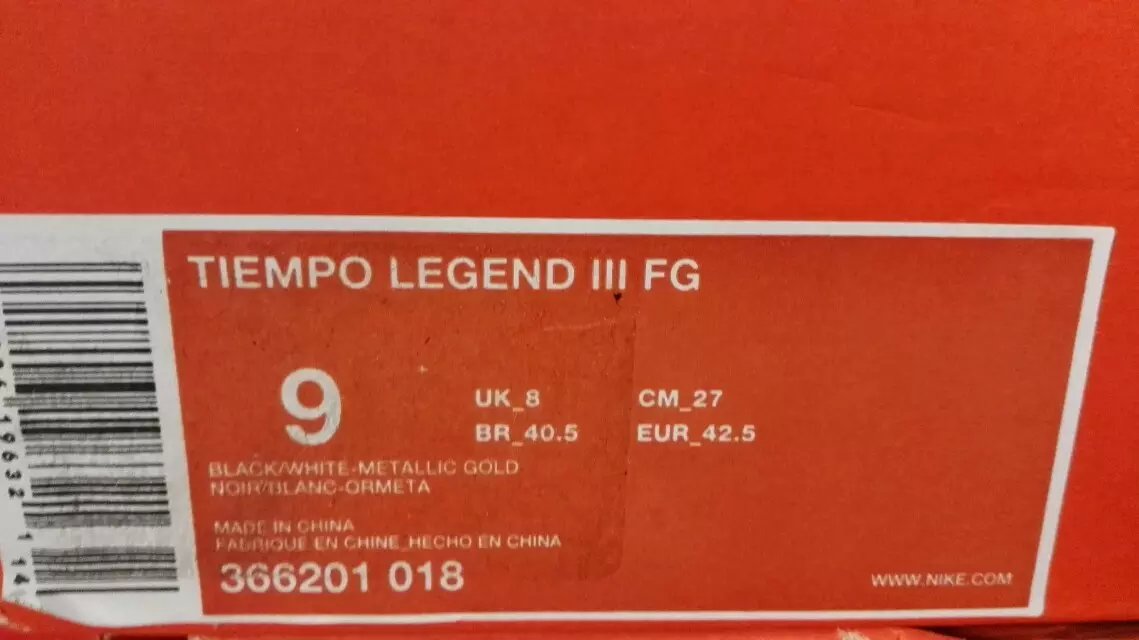 TIEMPO LEGEND III FG
9
UK_8 CM_27
BR_40.5 EUR_42.5
BLACK/WHITE-METALLIC GOLD
NOIR/BLANC-ORMETA
MADE IN CHINA
FABRIQUE EN CHINE_HECHO EN CHINA
366201 018
WWW.NIKE.COM